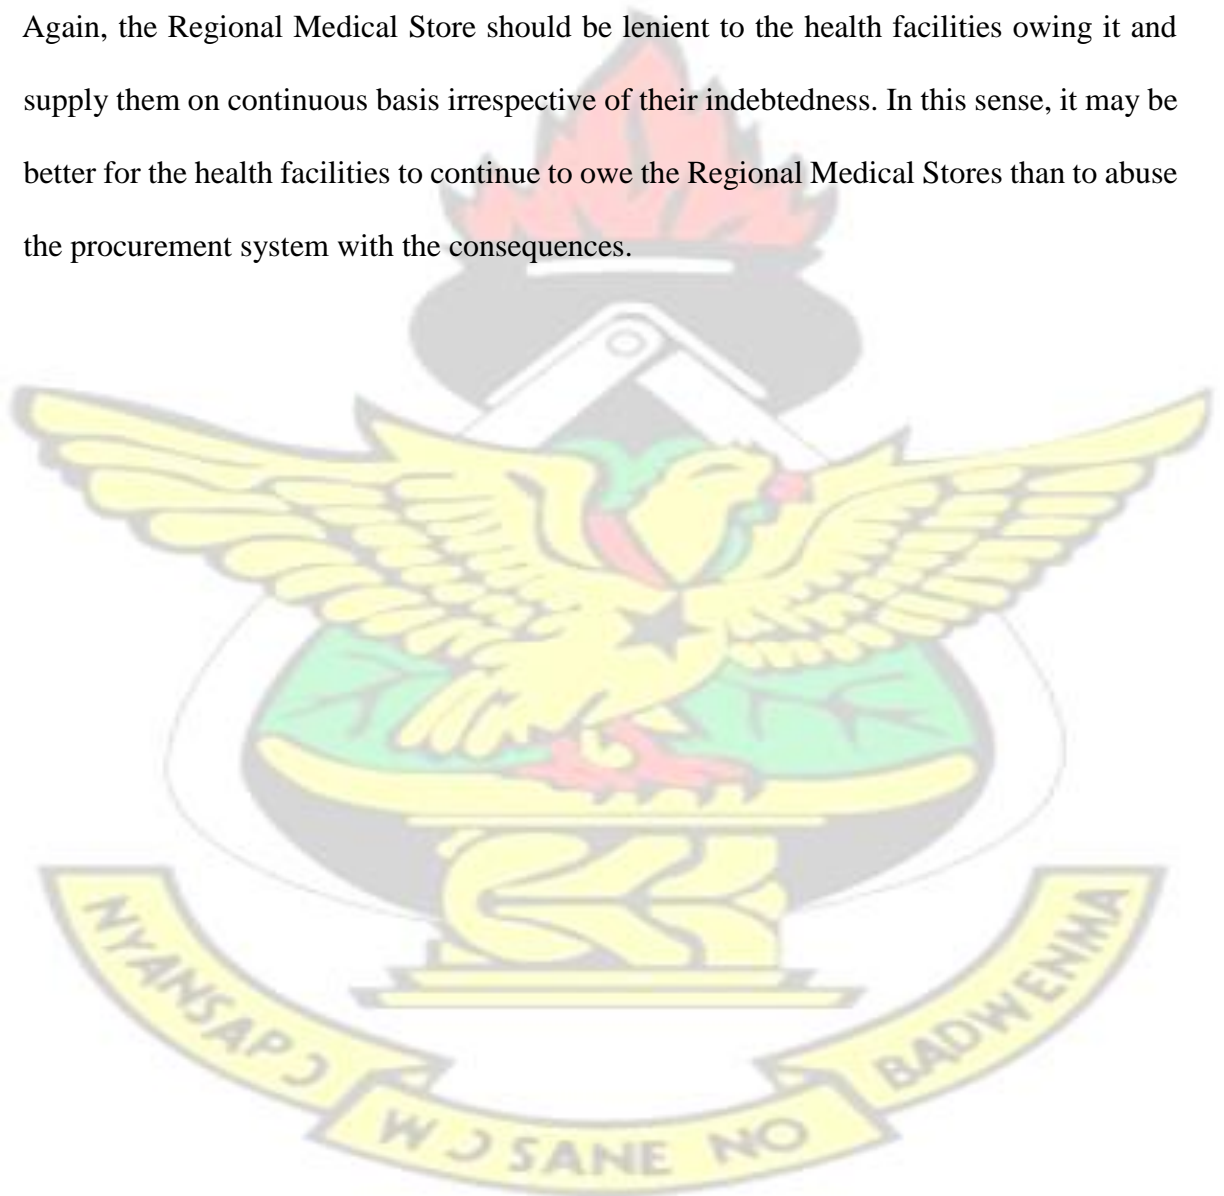 Again, the Regional Medical Store should be lenient to the health facilities owing it and
supply them on continuous basis irrespective of their indebtedness. In this sense, it may be
better for the health facilities to continue to owe the Regional Medical Stores than to abuse
the procurement system with the consequences.
NYANSAPƆ
WƆSANE NO
BADWENMA